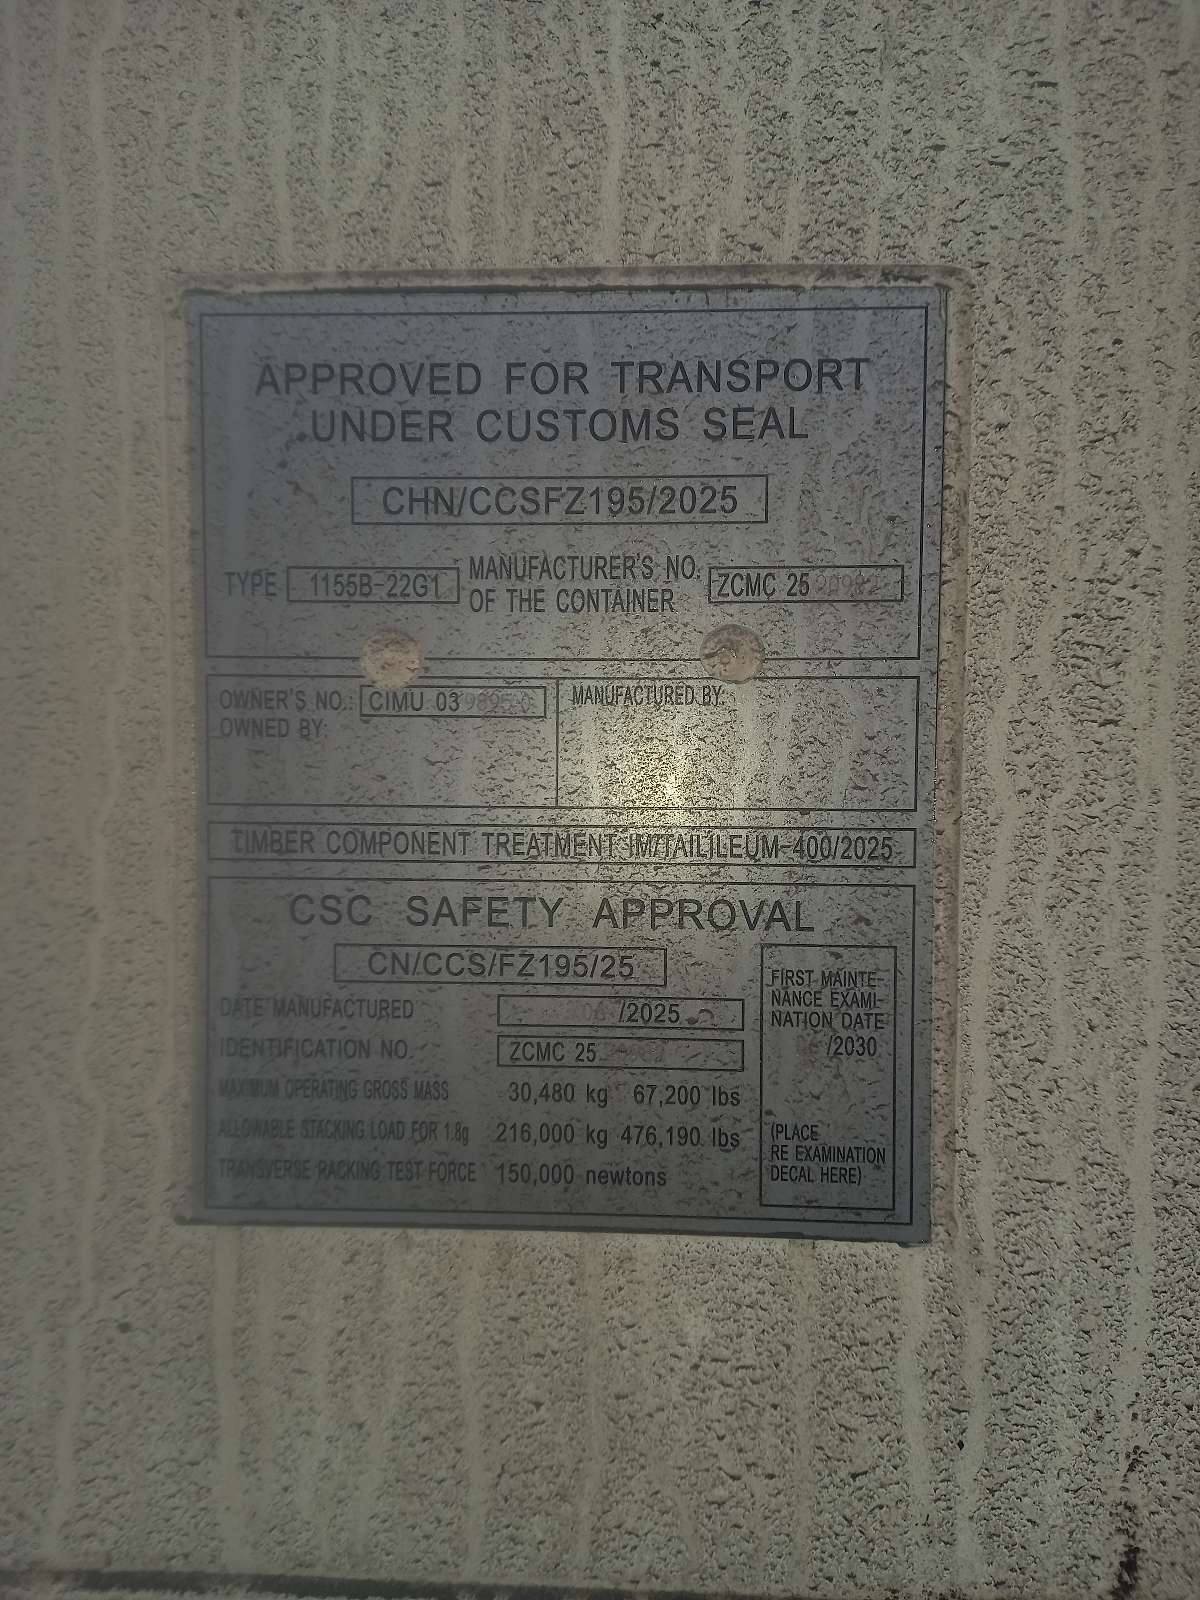 APPROVED FOR TRANSPORT
UNDER CUSTOMS SEAL
CHN/CCSFZ195/2025
TYPE 1155B-22G1 MANUFACTURER'S NO. OF THE CONTAINER ZCMC 25
OWNER'S NO.: CIMU 03
OWNED BY:
MANUFACTURED BY:
TIMBER COMPONENT TREATMENT IM/TAILILEUM-400/2025
CSC SAFETY APPROVAL
CN/CCS/FZ195/25
DATE MANUFACTURED /2025
IDENTIFICATION NO. ZCMC 25
MAXIMUM OPERATING GROSS MASS 30,480 kg 67,200 lbs
ALLOWABLE STACKING LOAD FOR 1.8g 216,000 kg 476,190 lbs
TRANSVERSE RACKING TEST FORCE 150,000 newtons
FIRST MAINTE-
NANCE EXAMI-
NATION DATE
/2030
(PLACE
RE EXAMINATION
DECAL HERE)